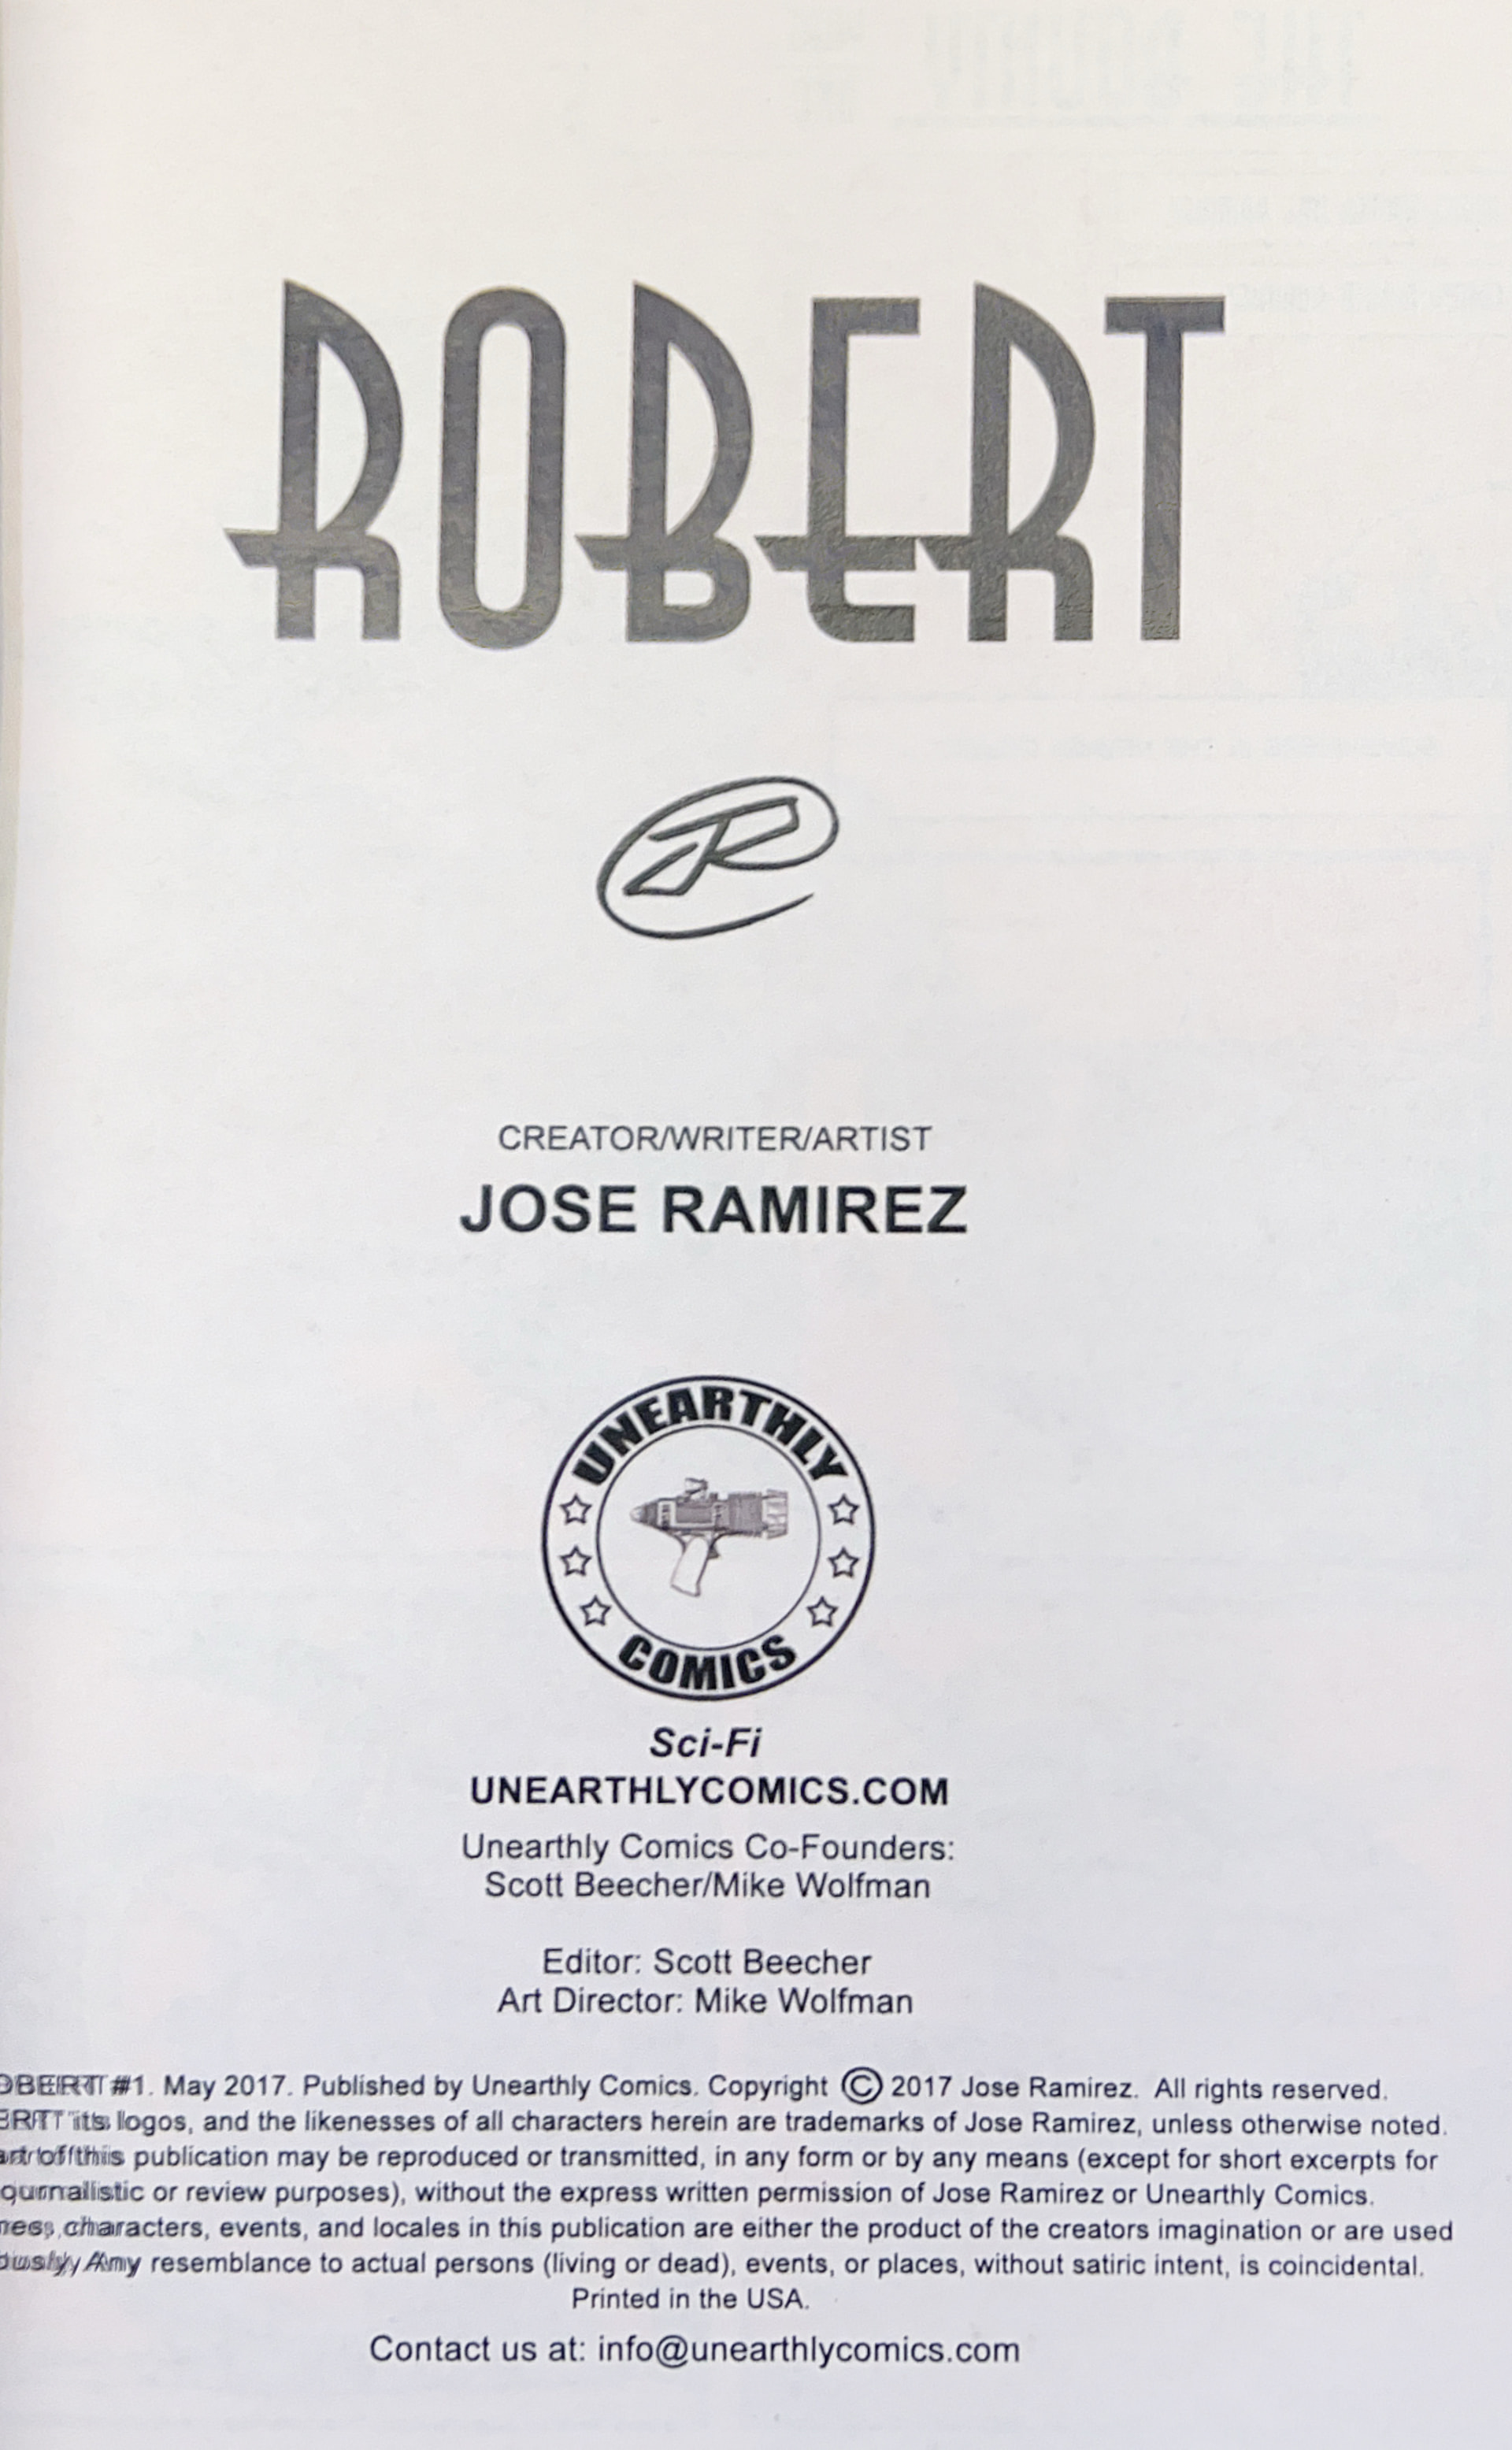 ROBERT
JR
CREATOR/WRITER/ARTIST
JOSE RAMIREZ
UNEARTHLY
COMICS
Sci-Fi
UNEARTHLYCOMICS.COM
Unearthly Comics Co-Founders:
Scott Beecher/Mike Wolfman
Editor: Scott Beecher
Art Director: Mike Wolfman
#1. May 2017. Published by Unearthly Comics. Copyright © 2017 Jose Ramirez. All rights reserved.
its logos, and the likenesses of all characters herein are trademarks of Jose Ramirez, unless otherwise noted.
of this publication may be reproduced or transmitted, in any form or by any means (except for short excerpts for
or review purposes), without the express written permission of Jose Ramirez or Unearthly Comics.
characters, events, and locales in this publication are either the product of the creators imagination or are used
Any resemblance to actual persons (living or dead), events, or places, without satiric intent, is coincidental.
Printed in the USA.
Contact us at: info@unearthlycomics.com